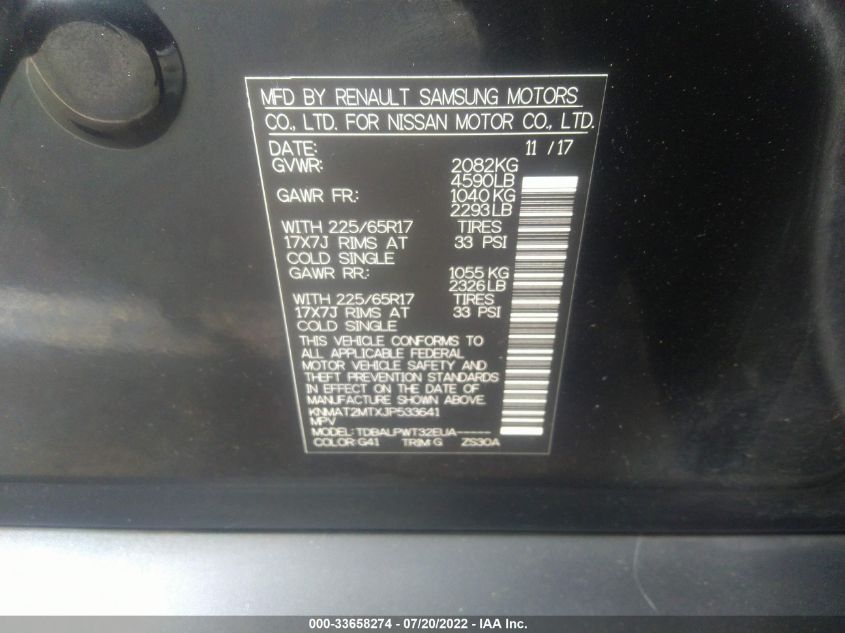 MFD BY RENAULT SAMSUNG MOTORS
CO., LTD. FOR NISSAN MOTOR CO., LTD.
DATE: 11 / 17
GVWR: 2082KG
4590LB
GAWR FR.: 1040 KG
2293 LB
WITH 225/65R17 TIRES
17X7J RIMS AT 33 PSI
COLD SINGLE
GAWR RR.: 1055 KG
2326 LB
WITH 225/65R17 TIRES
17X7J RIMS AT 33 PSI
COLD SINGLE
THIS VEHICLE CONFORMS TO
ALL APPLICABLE FEDERAL
MOTOR VEHICLE SAFETY AND
THEFT PREVENTION STANDARDS
IN EFFECT ON THE DATE OF
MANUFACTURE SHOWN ABOVE.
KNMAT2MTXJP533641
MPV
MODEL: TDBALPWT32EUA-----
COLOR: G41 TRIM: G ZS30A
000-33658274 - 07/20/2022 - IAA Inc.